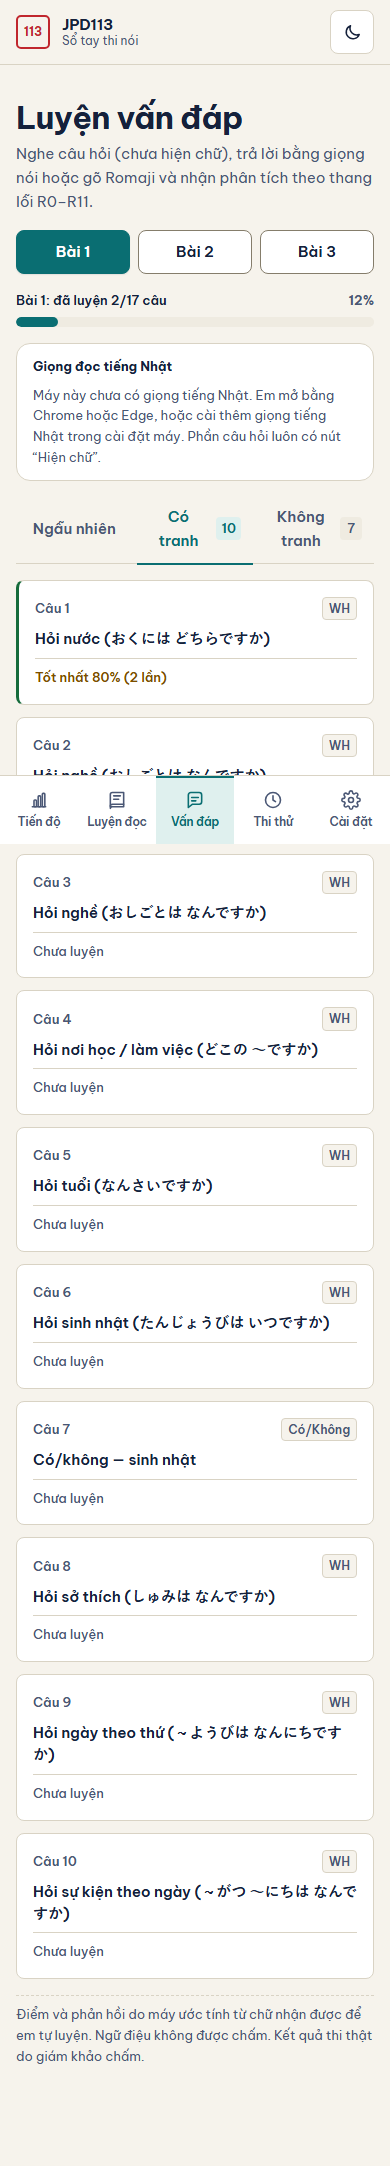 113
JPD113
Sổ tay thi nói
Luyện vấn đáp
Nghe câu hỏi (chưa hiện chữ), trả lời bằng giọng
nói hoặc gõ Romaji và nhận phân tích theo thang
lỗi R0–R11.
Bài 1
Bài 2
Bài 3
Bài 1: đã luyện 2/17 câu
12%
Giọng đọc tiếng Nhật
Máy này chưa có giọng tiếng Nhật. Em mở bằng
Chrome hoặc Edge, hoặc cài thêm giọng tiếng
Nhật trong cài đặt máy. Phần câu hỏi luôn có nút
“Hiện chữ”.
Ngẫu nhiên
Có
tranh
10
Không
tranh
7
Câu 1
WH
Hỏi nước (おくには どちらですか)
Tốt nhất 80% (2 lần)
Câu 2
WH
Hỏi nghề (おしごとは なんですか)
Tiến độ
Luyện đọc
Vấn đáp
Thi thử
Cài đặt
Câu 3
WH
Hỏi nghề (おしごとは なんですか)
Chưa luyện
Câu 4
WH
Hỏi nơi học / làm việc (どこの 〜ですか)
Chưa luyện
Câu 5
WH
Hỏi tuổi (なんさいですか)
Chưa luyện
Câu 6
WH
Hỏi sinh nhật (たんじょうびは いつですか)
Chưa luyện
Câu 7
Có/Không
Có/không — sinh nhật
Chưa luyện
Câu 8
WH
Hỏi sở thích (しゅみは なんですか)
Chưa luyện
Câu 9
WH
Hỏi ngày theo thứ (~ようびは なんにちです
か)
Chưa luyện
Câu 10
WH
Hỏi sự kiện theo ngày (~がつ 〜にちは なんで
すか)
Chưa luyện
Điểm và phản hồi do máy ước tính từ chữ nhận được để
em tự luyện. Ngữ điệu không được chấm. Kết quả thi thật
do giám khảo chấm.